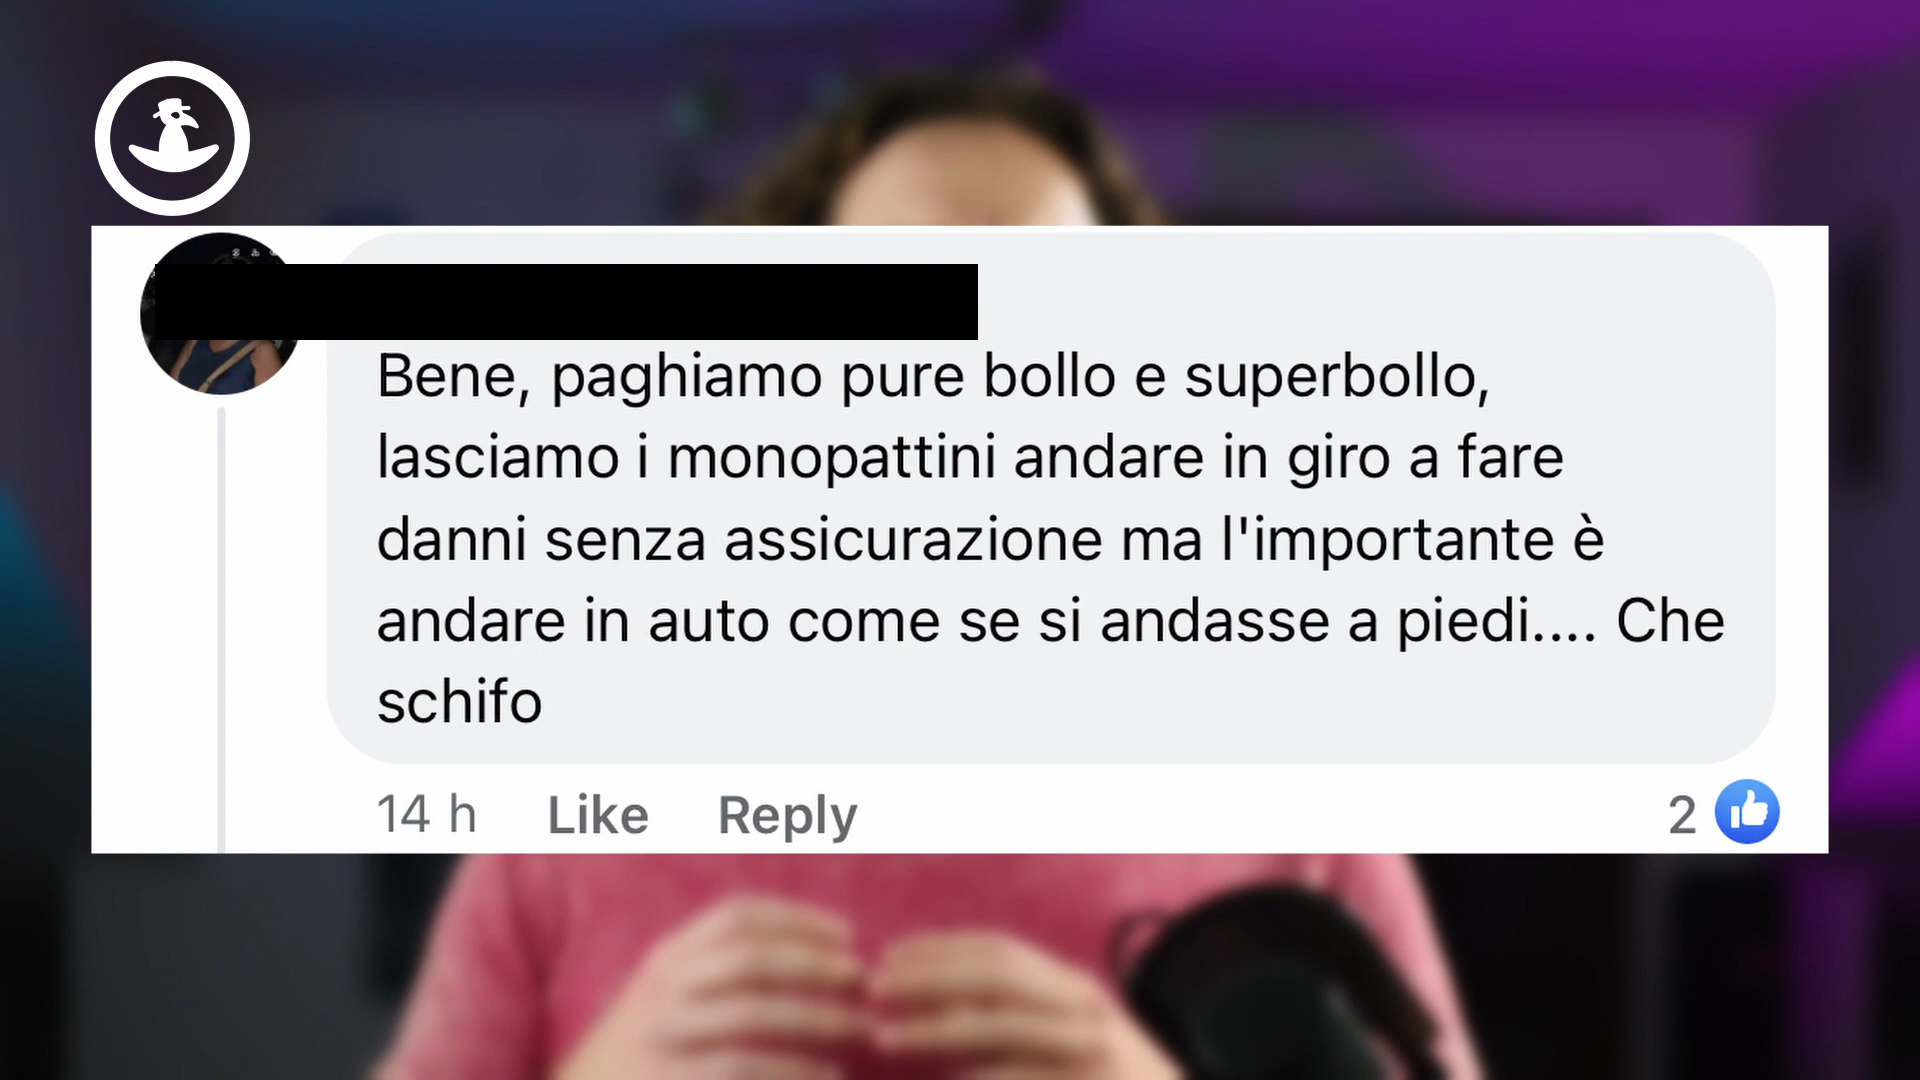 Bene, paghiamo pure bollo e superbollo,
lasciamo i monopattini andare in giro a fare
danni senza assicurazione ma l'importante è
andare in auto come se si andasse a piedi.... Che
schifo
14 h Like Reply 2